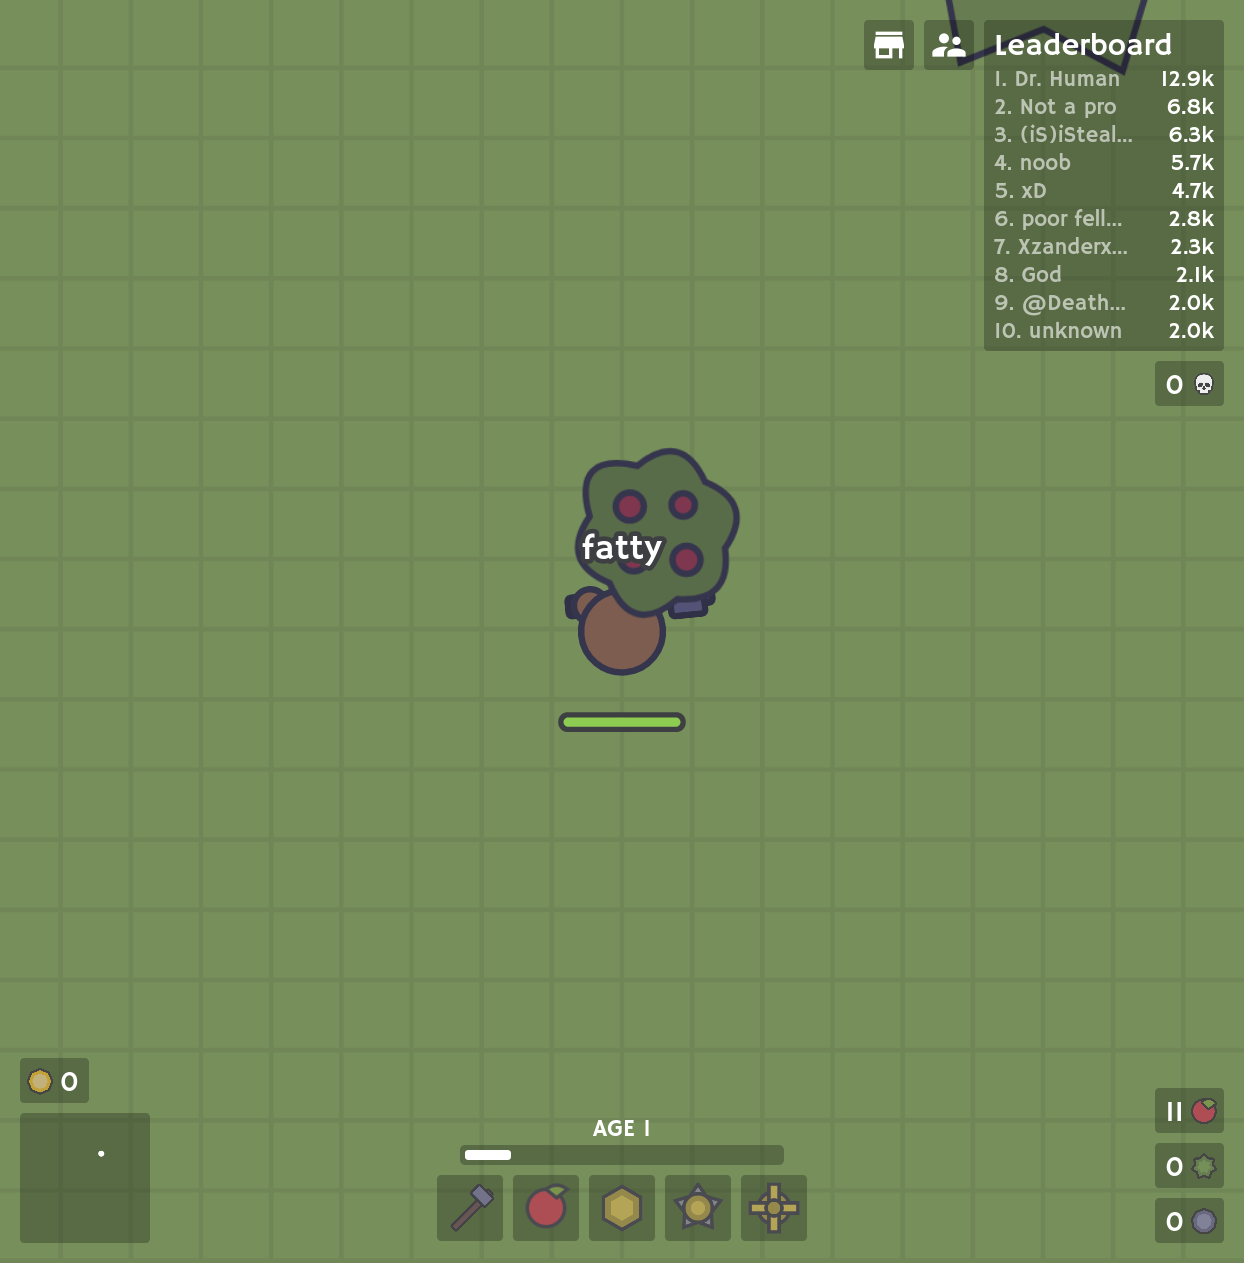 Leaderboard
1. Dr. Human 12.9k
2. Not a pro 6.8k
3. (iS)iSteal... 6.3k
4. noob 5.7k
5. xD 4.7k
6. poor fell... 2.8k
7. Xzanderx... 2.3k
8. God 2.1k
9. @Death... 2.0k
10. unknown 2.0k
0
fatty
0
AGE 1
11
0
0